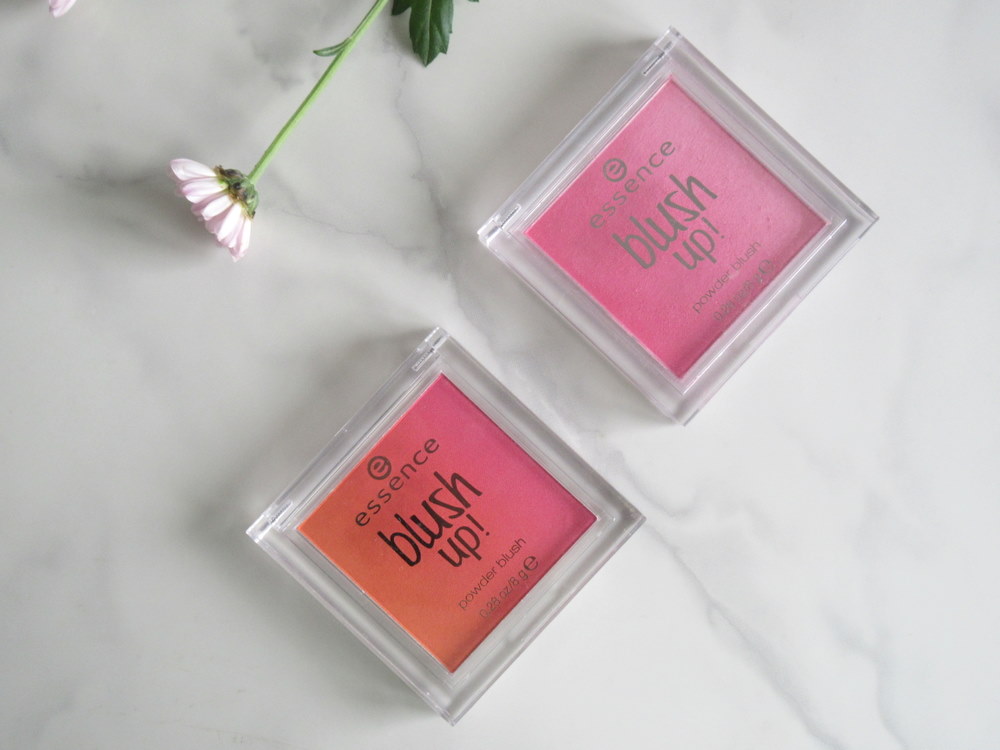 essence
blush
up!
powder blush
0.28 oz/8 g ℮
essence
blush
up!
powder blush